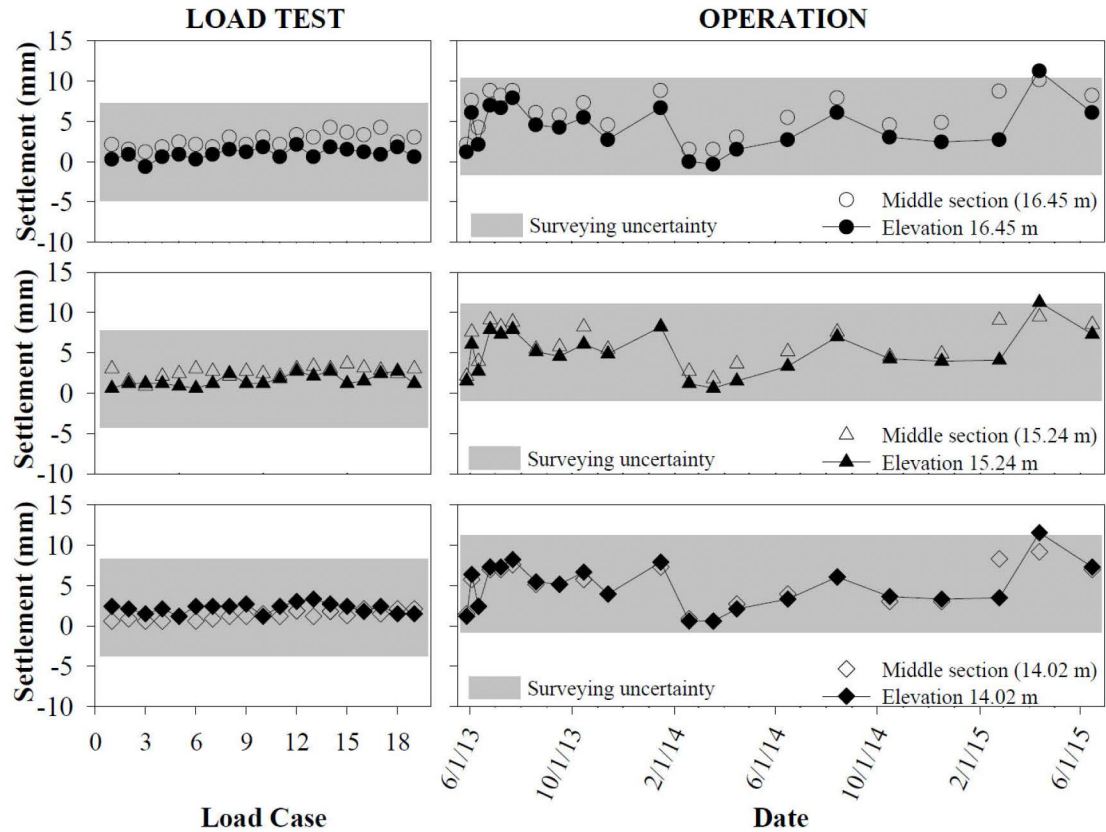 LOAD TEST
OPERATION
Settlement (mm)
15
10
5
0
-5
-10
Surveying uncertainty
Middle section (16.45 m)
Elevation 16.45 m
Settlement (mm)
15
10
5
0
-5
-10
Surveying uncertainty
Middle section (15.24 m)
Elevation 15.24 m
Settlement (mm)
15
10
5
0
-5
-10
Surveying uncertainty
Middle section (14.02 m)
Elevation 14.02 m
0 3 6 9 12 15 18
6/1/13 10/1/13 2/1/14 6/1/14 10/1/14 2/1/15 6/1/15
Load Case
Date